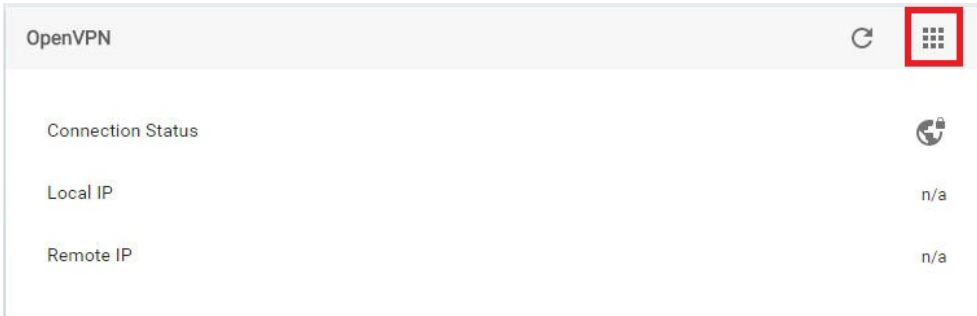 OpenVPN
Connection Status
Local IP n/a
Remote IP n/a